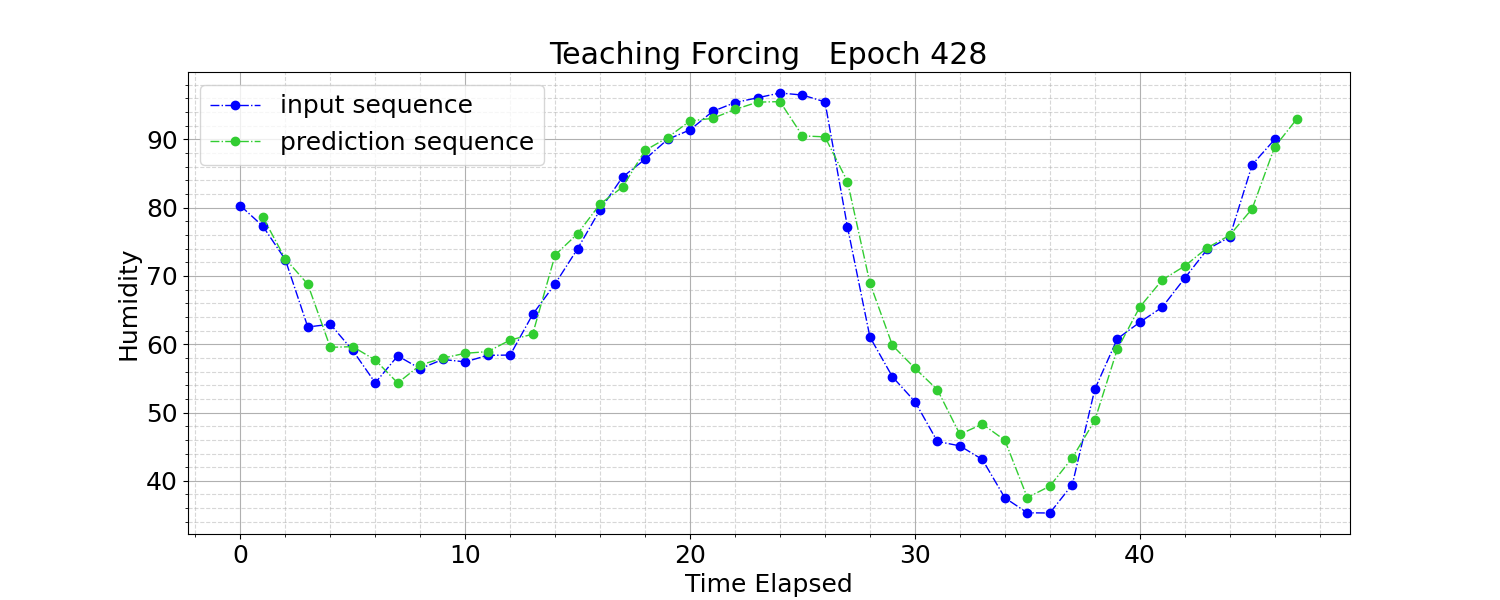 Teaching Forcing   Epoch 428
input sequence
prediction sequence
Humidity
90
80
70
60
50
40
0 10 20 30 40
Time Elapsed